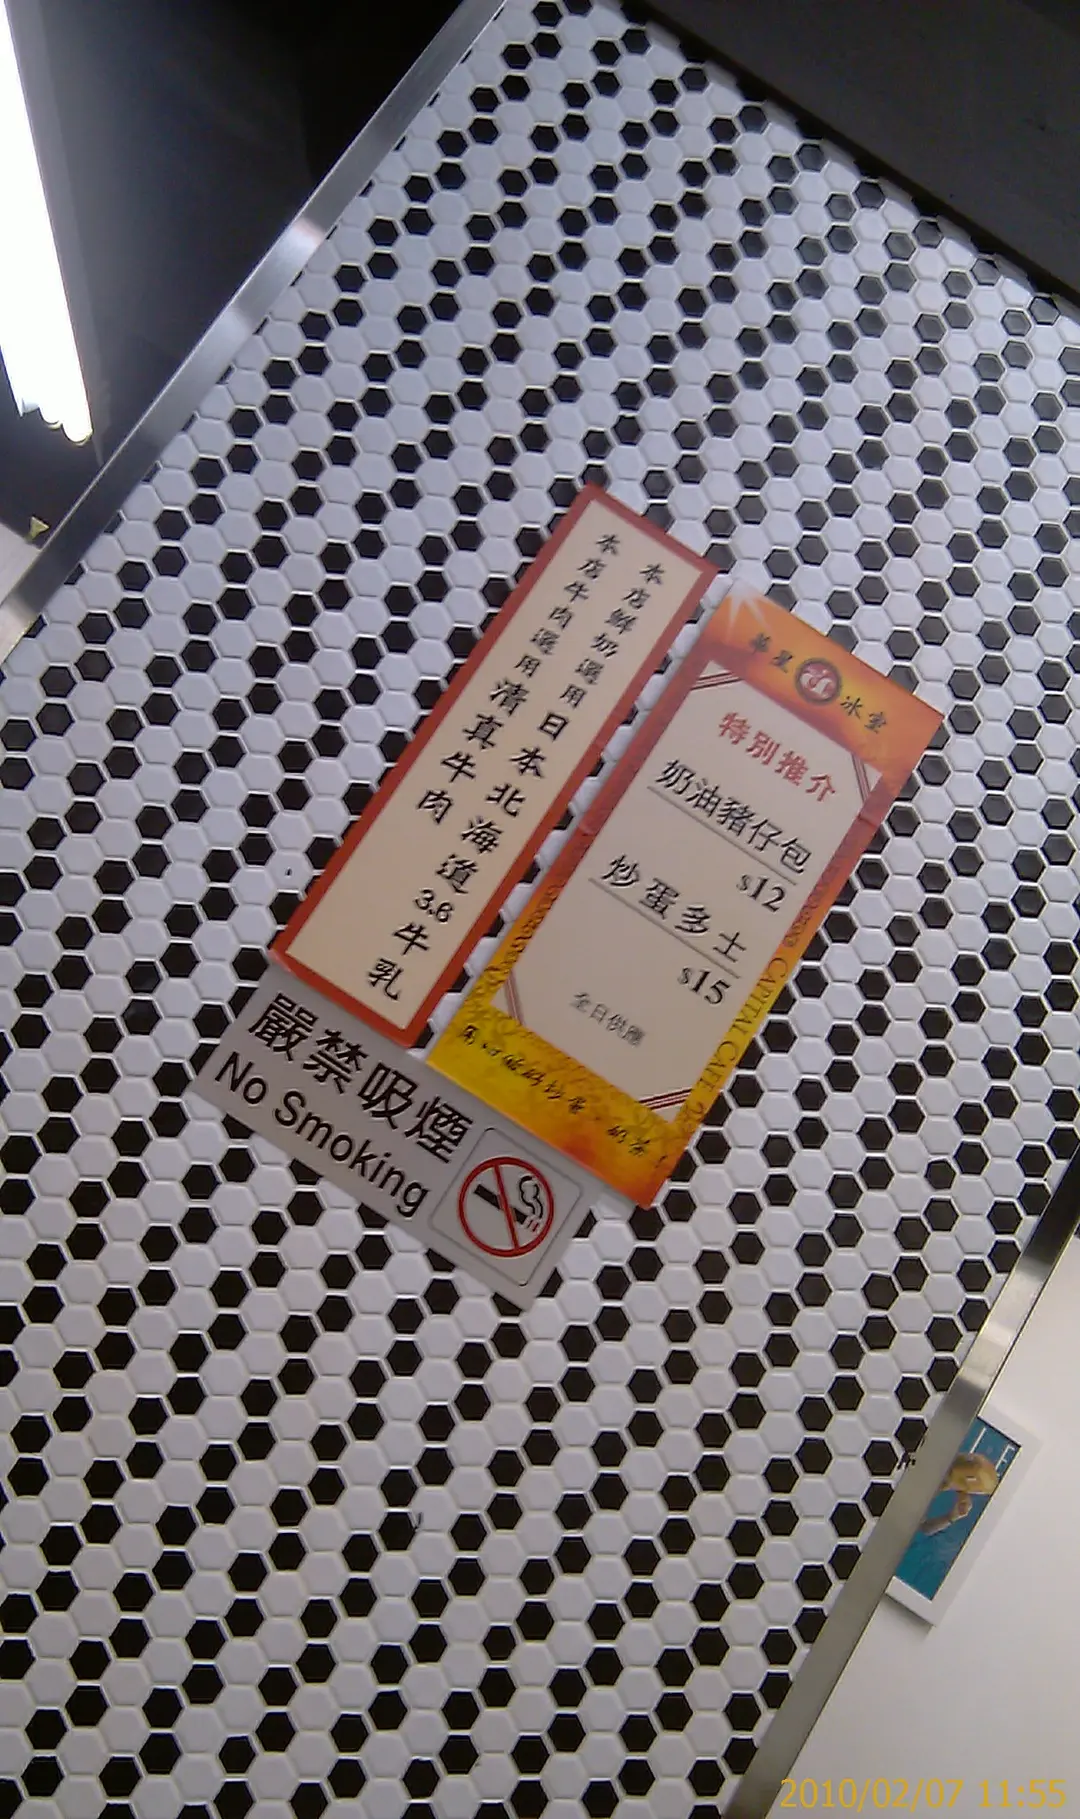 本店鮮奶選用日本北海道3.6牛乳
本店牛肉選用清真牛肉
華星冰室
特別推介
奶油豬仔包
$12
炒蛋多士
$15
全日供應
CAPITAL CAFE
嚴禁吸煙
No Smoking
2010/02/07 11:55